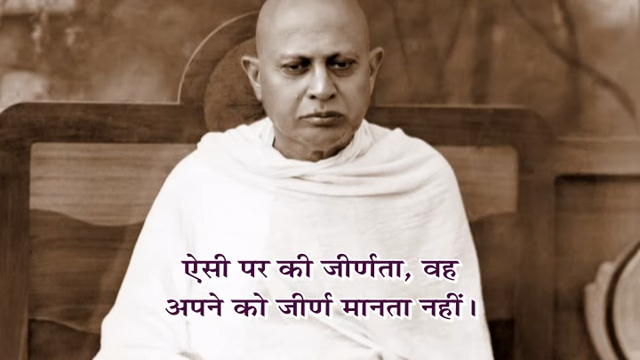 ऐसी पर की जीर्णता, वह
अपने को जीर्ण मानता नहीं।